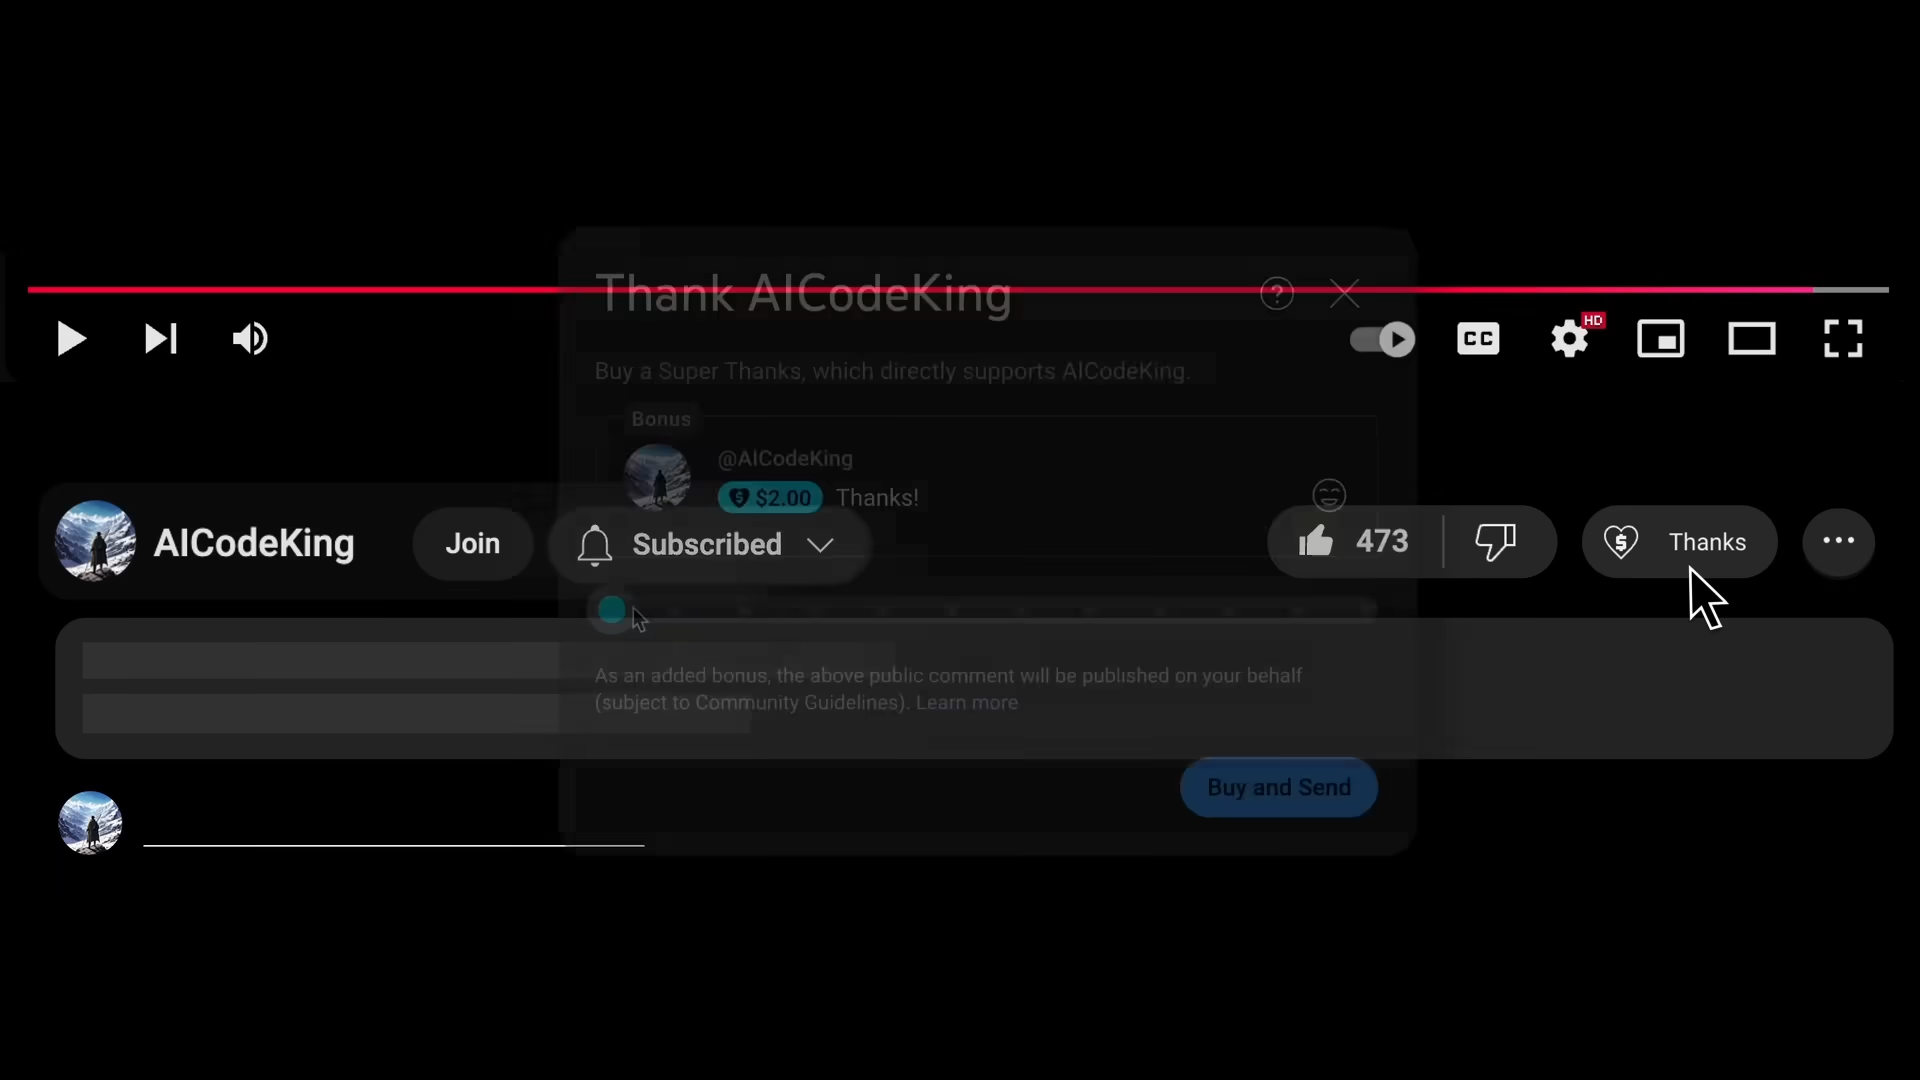 Thank AICodeKing
?
HD
CC
Buy a Super Thanks, which directly supports AICodeKing.
Bonus
@AICodeKing
$2.00 Thanks!
AICodeKing
Join
Subscribed
473
Thanks
As an added bonus, the above public comment will be published on your behalf
(subject to Community Guidelines). Learn more
Buy and Send